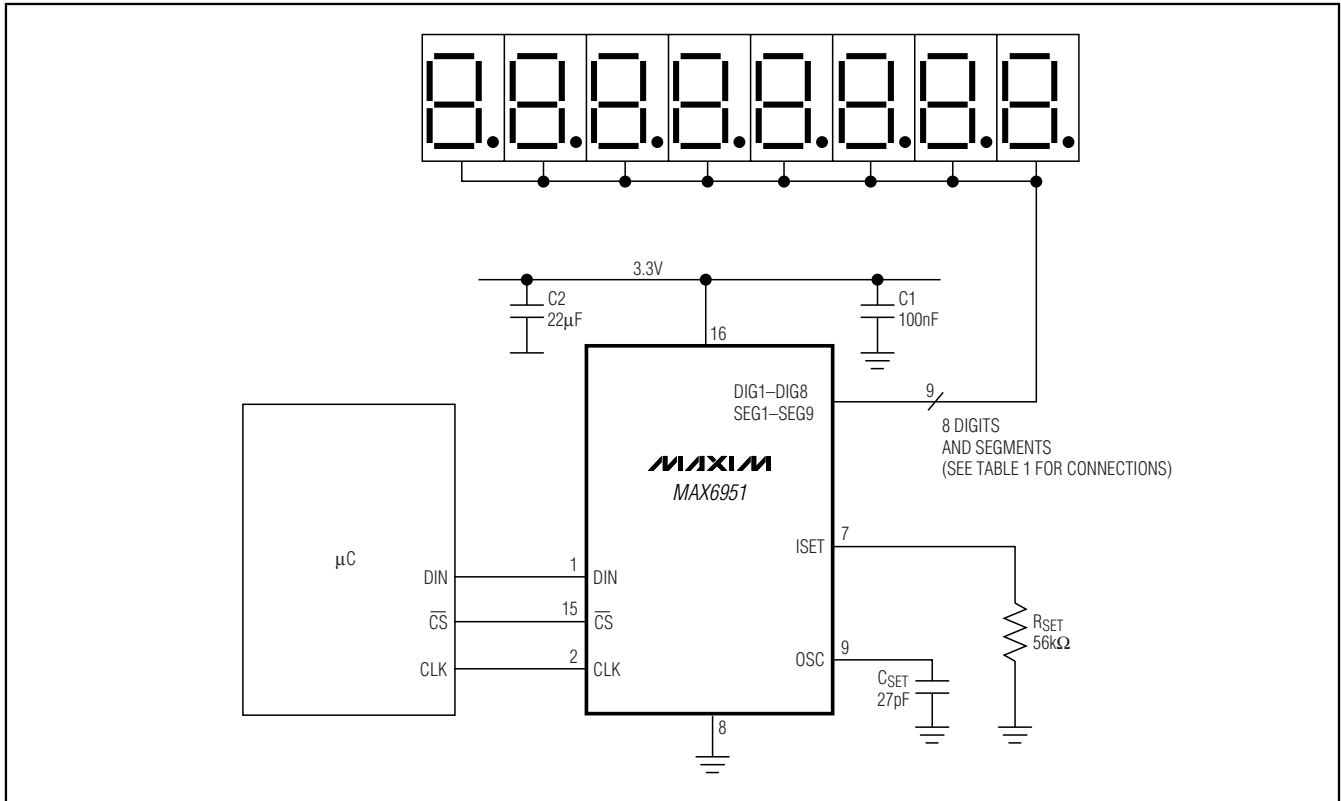 3.3V
C2
22µF
C1
100nF
16
DIG1–DIG8
SEG1–SEG9
9
8 DIGITS
AND SEGMENTS
(SEE TABLE 1 FOR CONNECTIONS)
MAXIM
MAX6951
µC
ISET
7
DIN
1
DIN
CS
15
CS
CLK
2
CLK
RSET
56kΩ
OSC
9
CSET
27pF
8